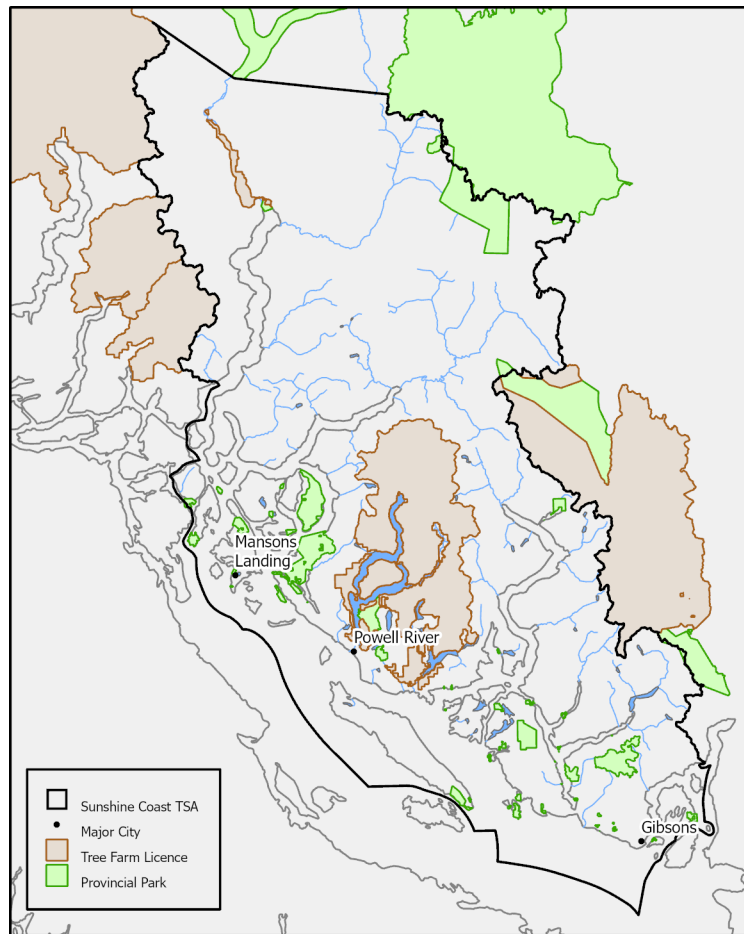 Mansons
Landing
Powell River
Gibsons
Sunshine Coast TSA
Major City
Tree Farm Licence
Provincial Park